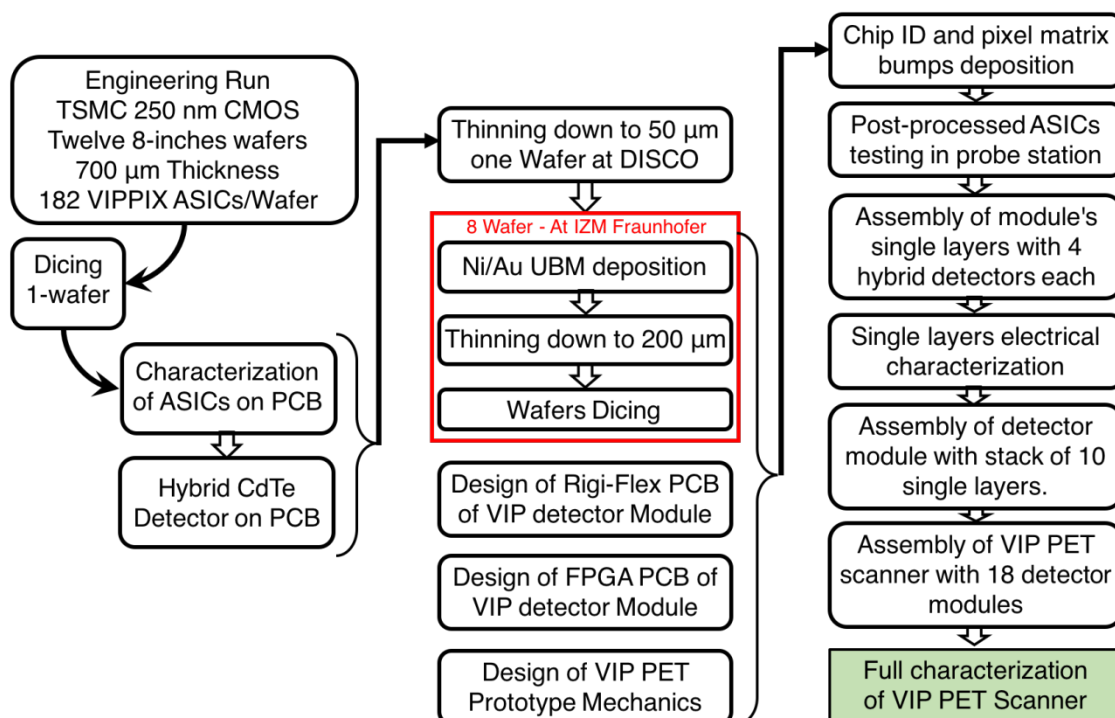 Engineering Run
TSMC 250 nm CMOS
Twelve 8-inches wafers
700 µm Thickness
182 VIPPIX ASICs/Wafer
Dicing
1-wafer
Characterization
of ASICs on PCB
Hybrid CdTe
Detector on PCB
Thinning down to 50 µm
one Wafer at DISCO
8 Wafer - At IZM Fraunhofer
Ni/Au UBM deposition
Thinning down to 200 µm
Wafers Dicing
Design of Rigi-Flex PCB
of VIP detector Module
Design of FPGA PCB of
VIP detector Module
Design of VIP PET
Prototype Mechanics
Chip ID and pixel matrix
bumps deposition
Post-processed ASICs
testing in probe station
Assembly of module's
single layers with 4
hybrid detectors each
Single layers electrical
characterization
Assembly of detector
module with stack of 10
single layers.
Assembly of VIP PET
scanner with 18 detector
modules
Full characterization
of VIP PET Scanner